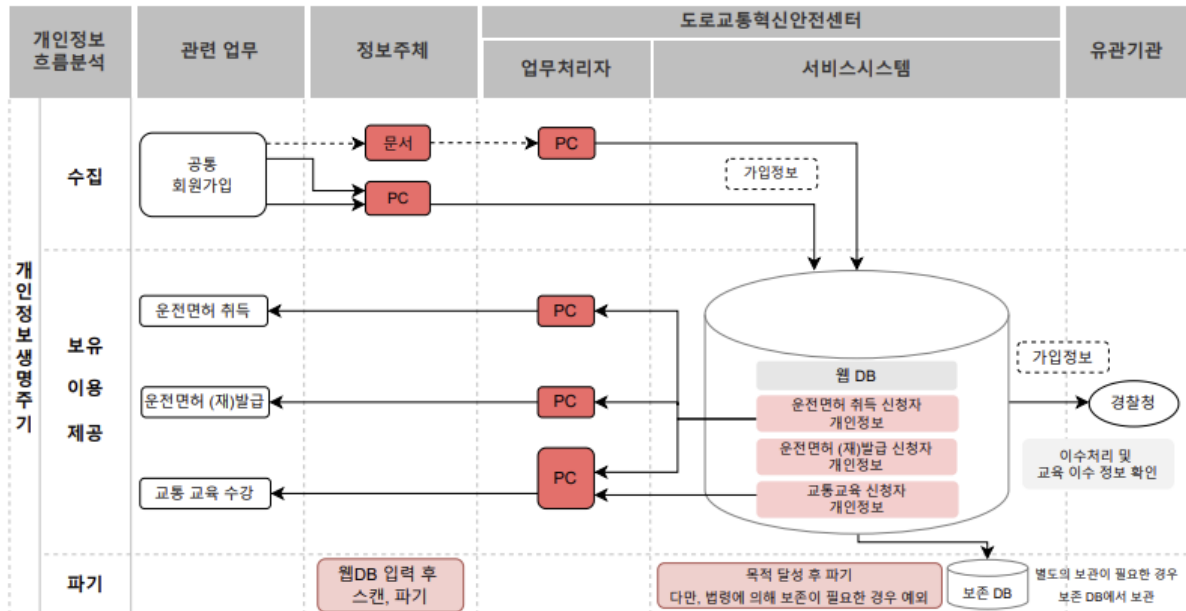 개인정보
흐름분석
관련 업무
정보주체
도로교통혁신안전센터
업무처리자
서비스시스템
유관기관
개인정보생명주기
수집
공통
회원가입
문서
PC
PC
가입정보
보유
이용
제공
운전면허 취득
PC
운전면허 (재)발급
PC
교통 교육 수강
PC
웹 DB
운전면허 취득 신청자
개인정보
운전면허 (재)발급 신청자
개인정보
교통교육 신청자
개인정보
가입정보
경찰청
이수처리 및
교육 이수 정보 확인
파기
웹DB 입력 후
스캔, 파기
목적 달성 후 파기
다만, 법령에 의해 보존이 필요한 경우 예외
보존 DB
별도의 보관이 필요한 경우
보존 DB에서 보관